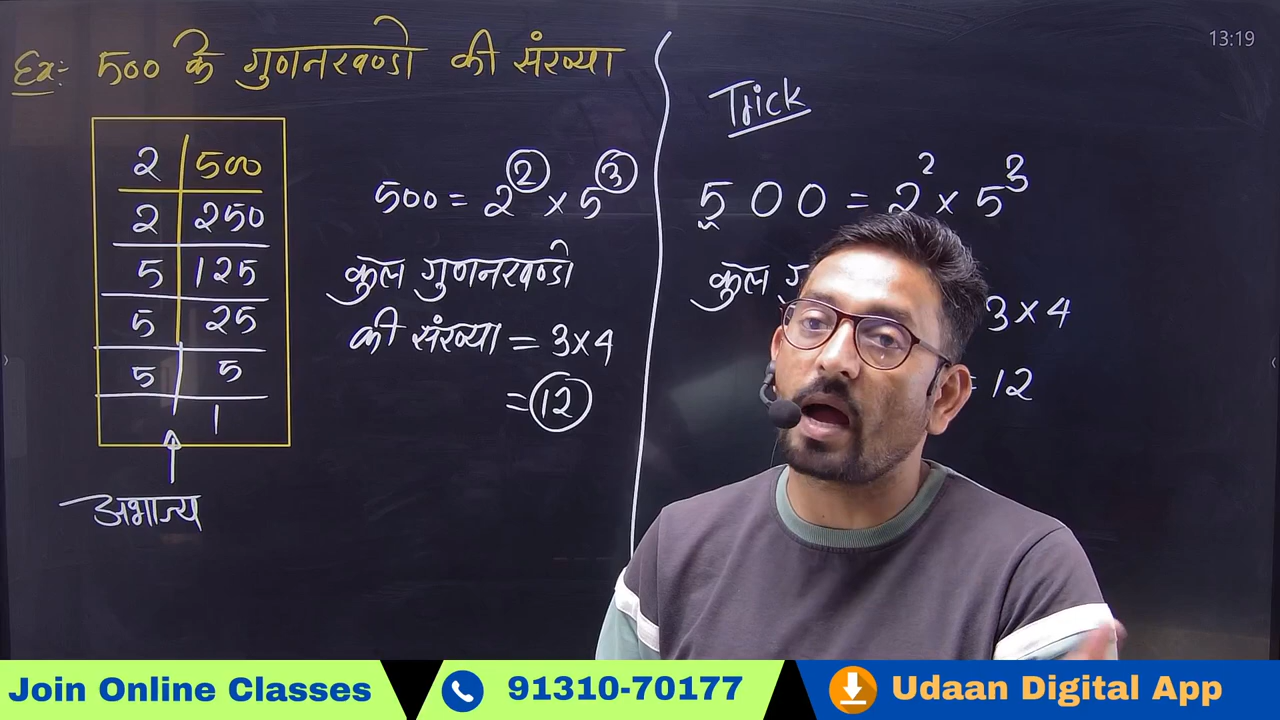 Ex:- 500 के गुणनखण्डो की संख्या
13:19
2 | 500
2 | 250
5 | 125
5 | 25
5 | 5
1
अभाज्य
500 = 2² × 5³
कुल गुणनखण्डो
की संख्या = 3×4
= 12
Trick
500 = 2² × 5³
कुल
3×4
= 12
Join Online Classes
91310-70177
Udaan Digital App